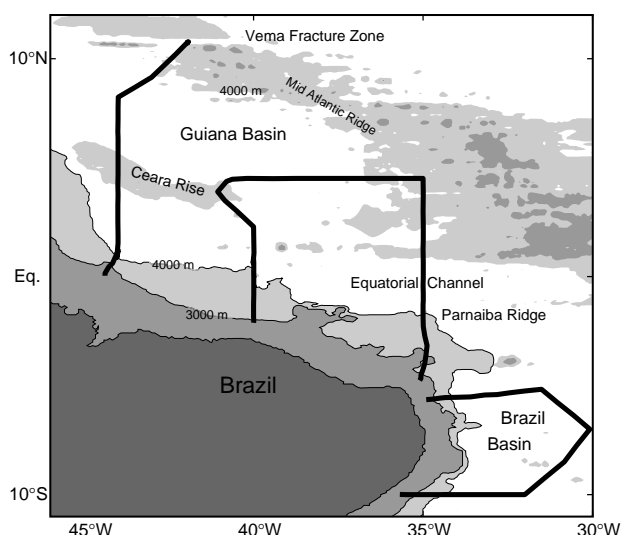 Vema Fracture Zone
10°N
4000 m
Mid Atlantic Ridge
Guiana Basin
Ceara Rise
4000 m
Eq.
Equatorial Channel
3000 m
Parnaiba Ridge
Brazil
Brazil
Basin
10°S
45°W
40°W
35°W
30°W